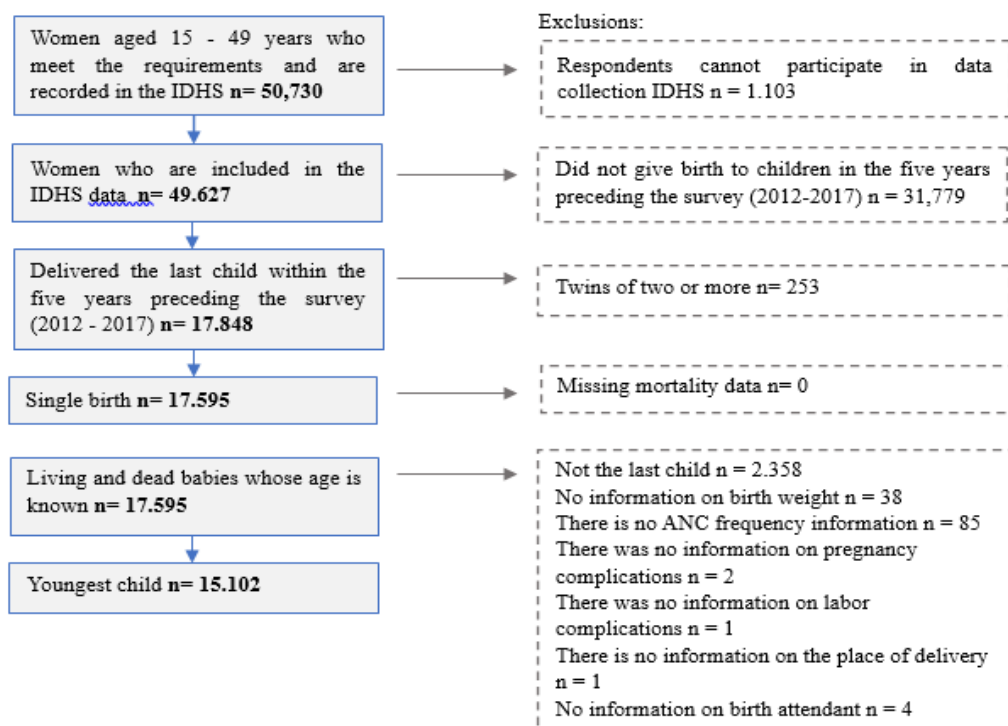 Exclusions:
Women aged 15 - 49 years who
meet the requirements and are
recorded in the IDHS n= 50,730
Respondents cannot participate in data
collection IDHS n = 1.103
Women who are included in the
IDHS data n= 49.627
Did not give birth to children in the five years
preceding the survey (2012-2017) n = 31,779
Delivered the last child within the
five years preceding the survey
(2012 - 2017) n= 17.848
Twins of two or more n= 253
Single birth n= 17.595
Missing mortality data n= 0
Living and dead babies whose age is
known n= 17.595
Not the last child n = 2.358
No information on birth weight n = 38
There is no ANC frequency information n = 85
There was no information on pregnancy
complications n = 2
There was no information on labor
complications n = 1
There is no information on the place of delivery
n = 1
No information on birth attendant n = 4
Youngest child n= 15.102